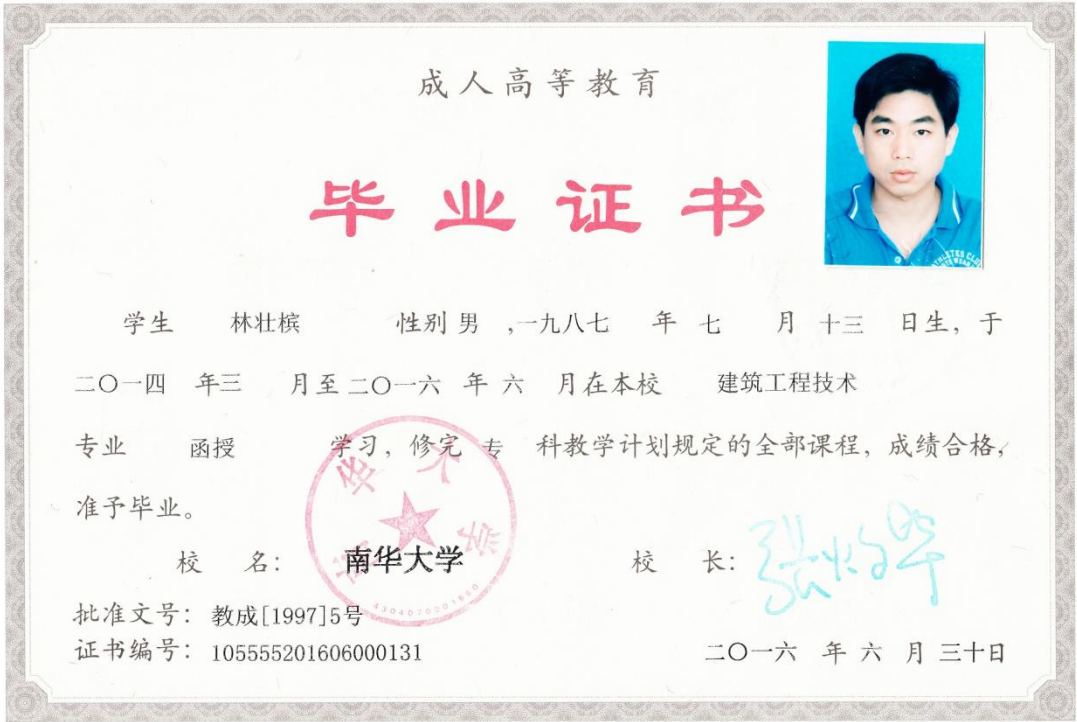 成人高等教育
毕业证书
学生 林壮槟 性别 男 ,一九八七 年 七 月 十三 日生，于
二〇一四 年三 月至二〇一六 年 六 月在本校 建筑工程技术
专业 函授 学习，修完 专 科教学计划规定的全部课程，成绩合格，
准予毕业。
校 名： 南华大学 校 长：
批准文号：教成[1997]5号
证书编号：105555201606000131
二〇一六 年 六 月 三十日
南华大学